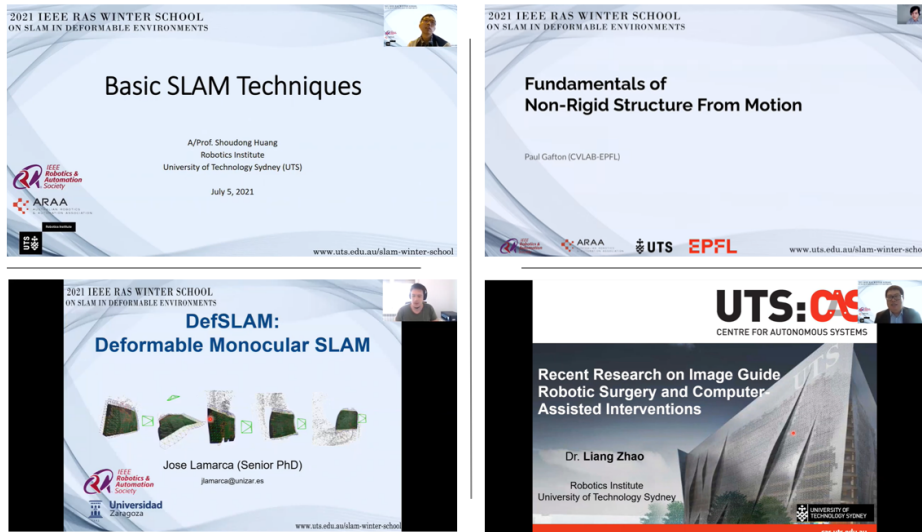 2021 IEEE RAS WINTER SCHOOL
ON SLAM IN DEFORMABLE ENVIRONMENTS
Basic SLAM Techniques
A/Prof. Shoudong Huang
Robotics Institute
University of Technology Sydney (UTS)
July 5, 2021
IEEE
Robotics &
Automation
Society
ARAA
Robotics Institute
UTS
www.uts.edu.au/slam-winter-school
2021 IEEE RAS WINTER SCHOOL
ON SLAM IN DEFORMABLE ENVIRONMENTS
Fundamentals of
Non-Rigid Structure From Motion
Paul Gafton (CVLAB-EPFL)
ARAA
UTS
EPFL
www.uts.edu.au/slam-winter-scho
2021 IEEE RAS WINTER SCHOOL
ON SLAM IN DEFORMABLE ENVIRONMENTS
DefSLAM:
Deformable Monocular SLAM
Jose Lamarca (Senior PhD)
jlamarca@unizar.es
IEEE
Robotics &
Automation
Society
Universidad
Zaragoza
www.uts.edu.au/slam-winter-school
UTS:CAS
CENTRE FOR AUTONOMOUS SYSTEMS
UTS
Recent Research on Image Guide
Robotic Surgery and Computer-
Assisted Interventions
Dr. Liang Zhao
Robotics Institute
University of Technology Sydney
UNIVERSITY OF
TECHNOLOGY SYDNEY